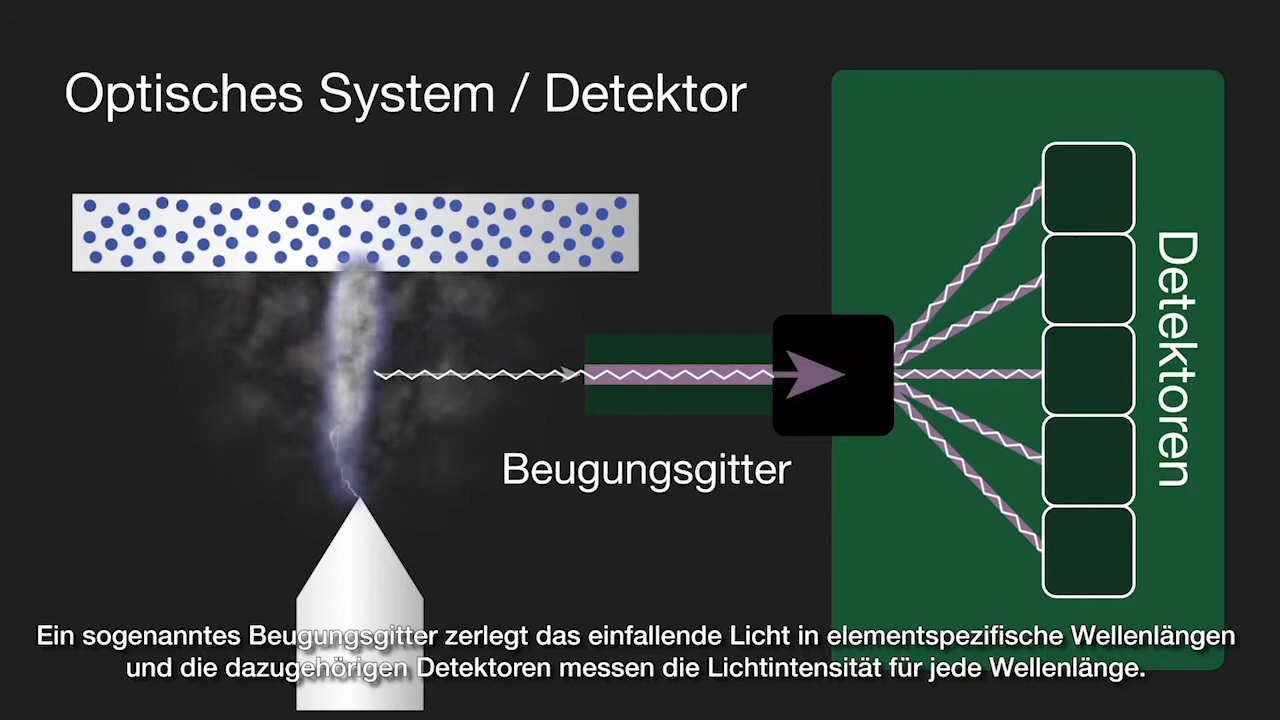 Optisches System / Detektor
Detektoren
Beugungsgitter
Ein sogenanntes Beugungsgitter zerlegt das einfallende Licht in elementspezifische Wellenlängen
und die dazugehörigen Detektoren messen die Lichtintensität für jede Wellenlänge.